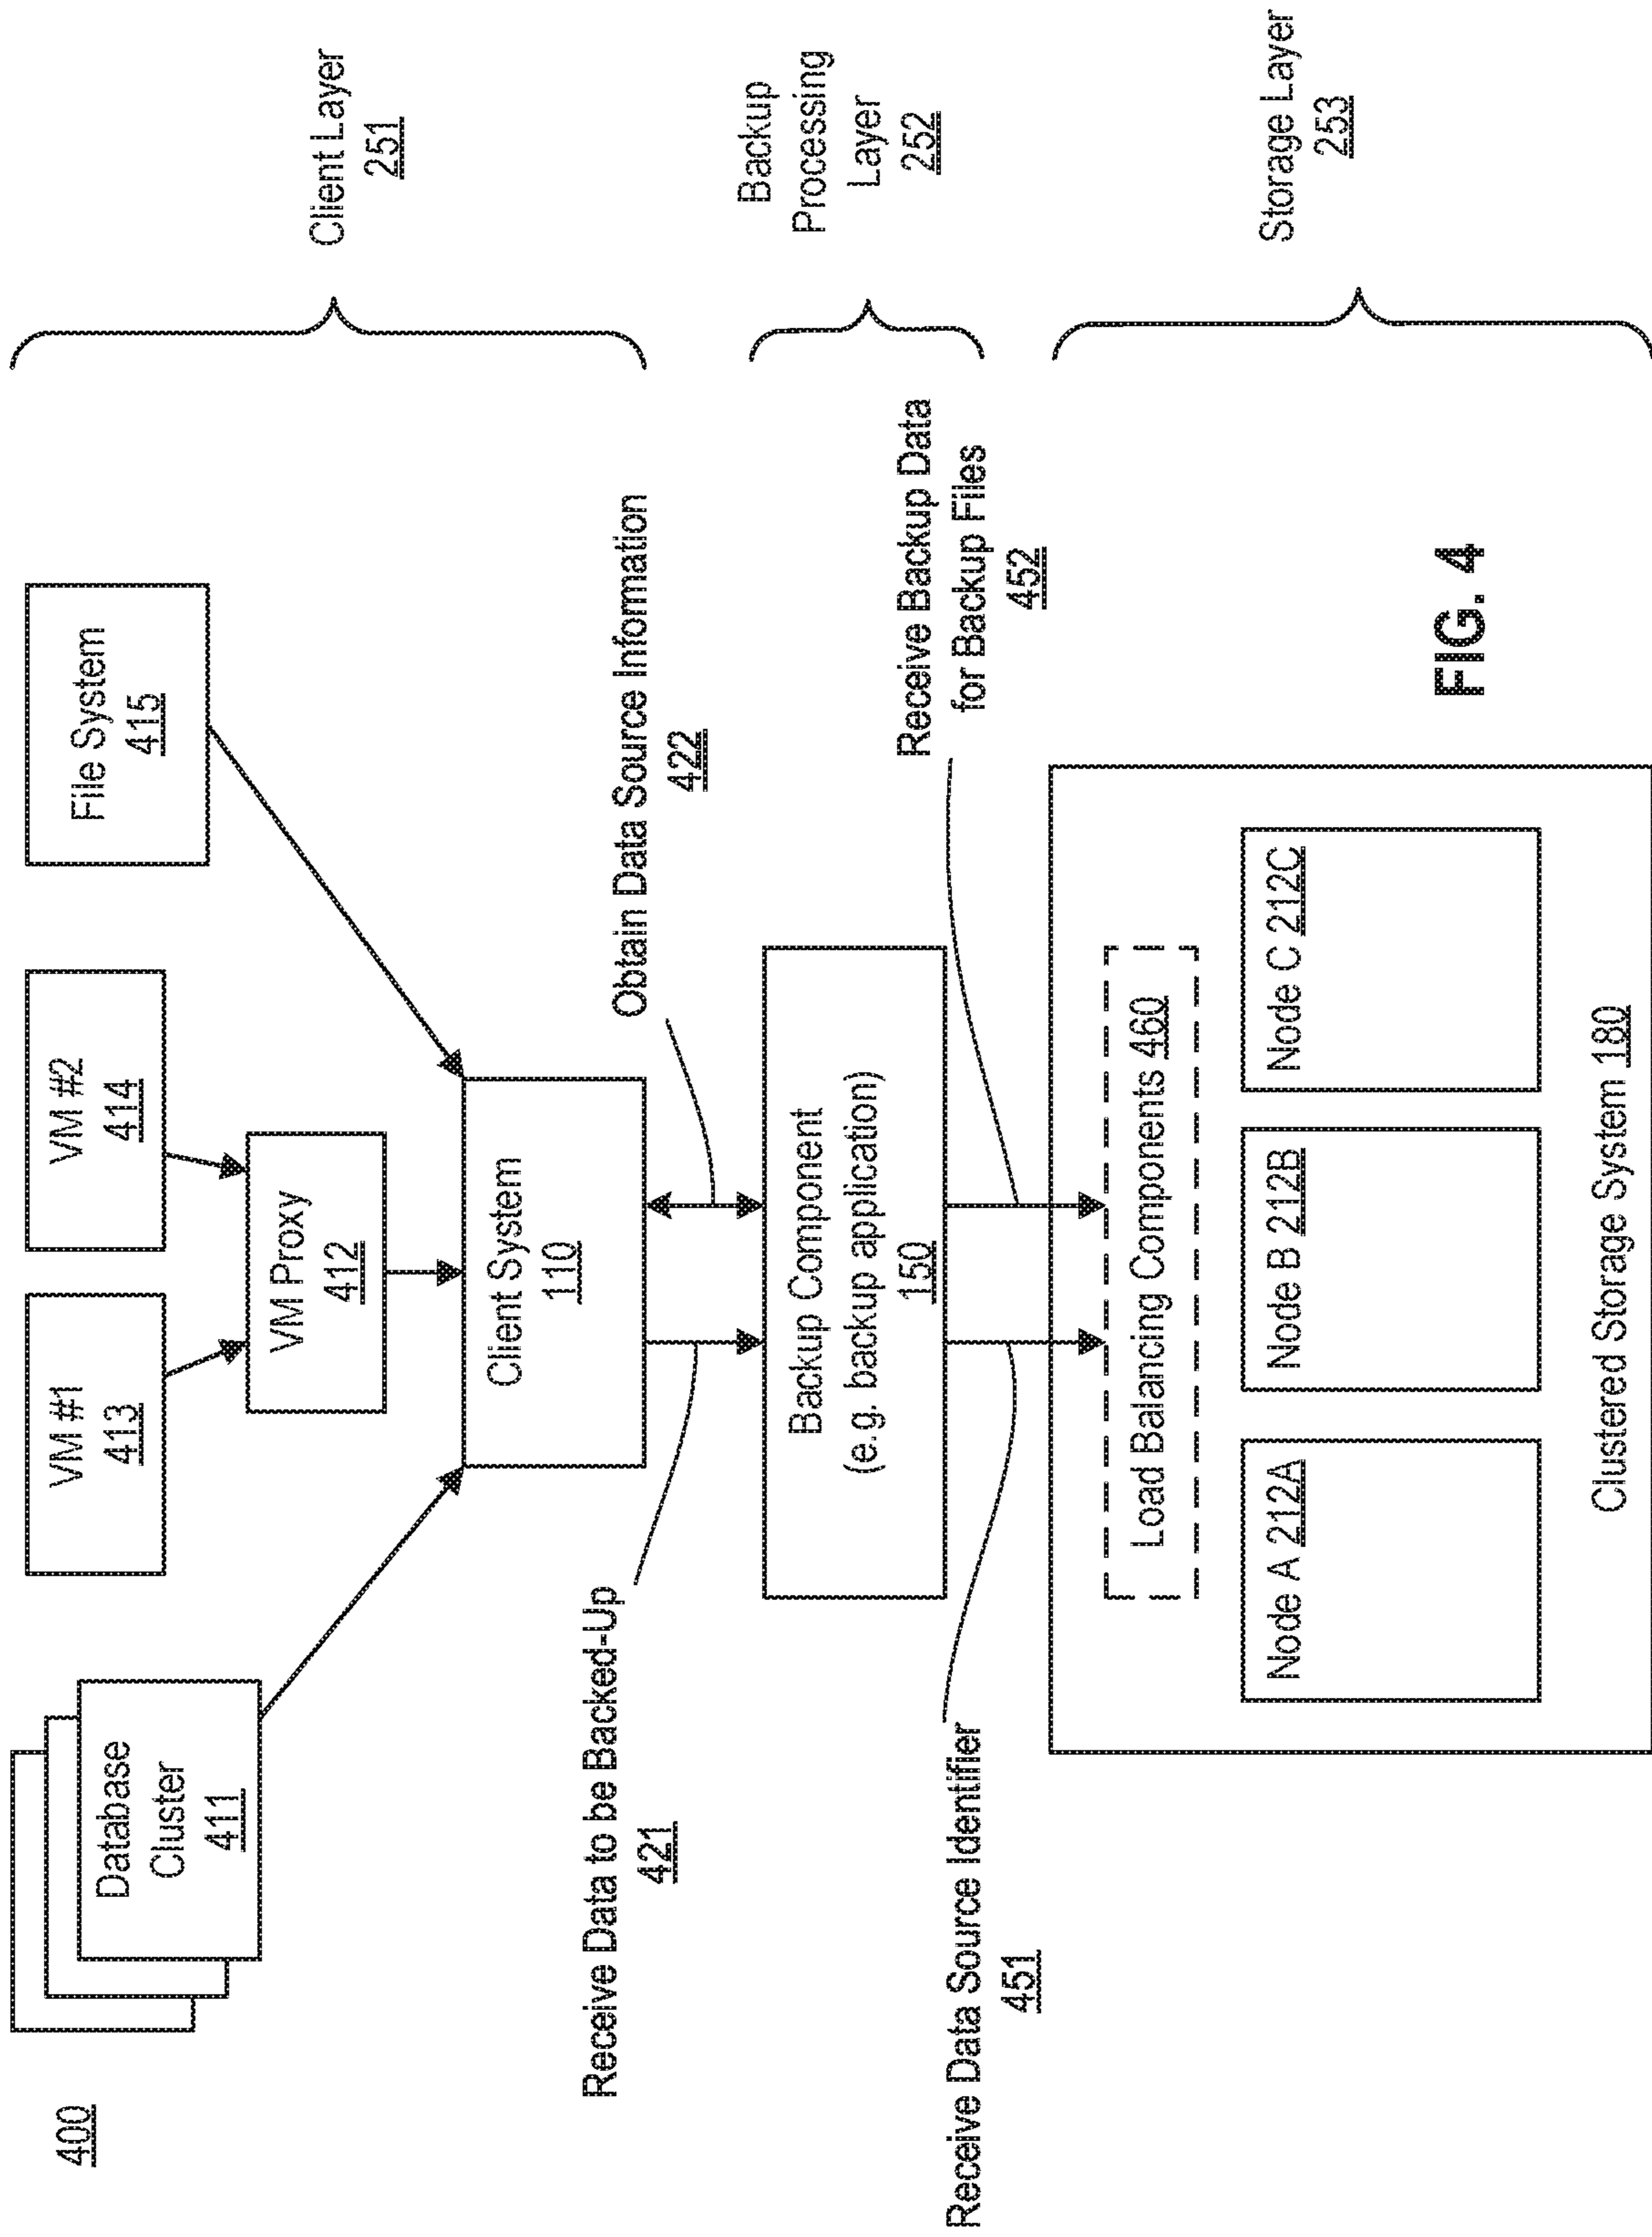 400
Database
Cluster
411
VM #1
413
VM #2
414
File System
415
VM Proxy
412
Client System
110
Client Layer
251
Receive Data to be Backed-Up
421
Obtain Data Source Information
422
Backup Component
(e.g. backup application)
150
Backup
Processing
Layer
252
Receive Data Source Identifier
451
Receive Backup Data
for Backup Files
452
Load Balancing Components 460
Node A 212A
Node B 212B
Node C 212C
Clustered Storage System 180
Storage Layer
253
FIG. 4